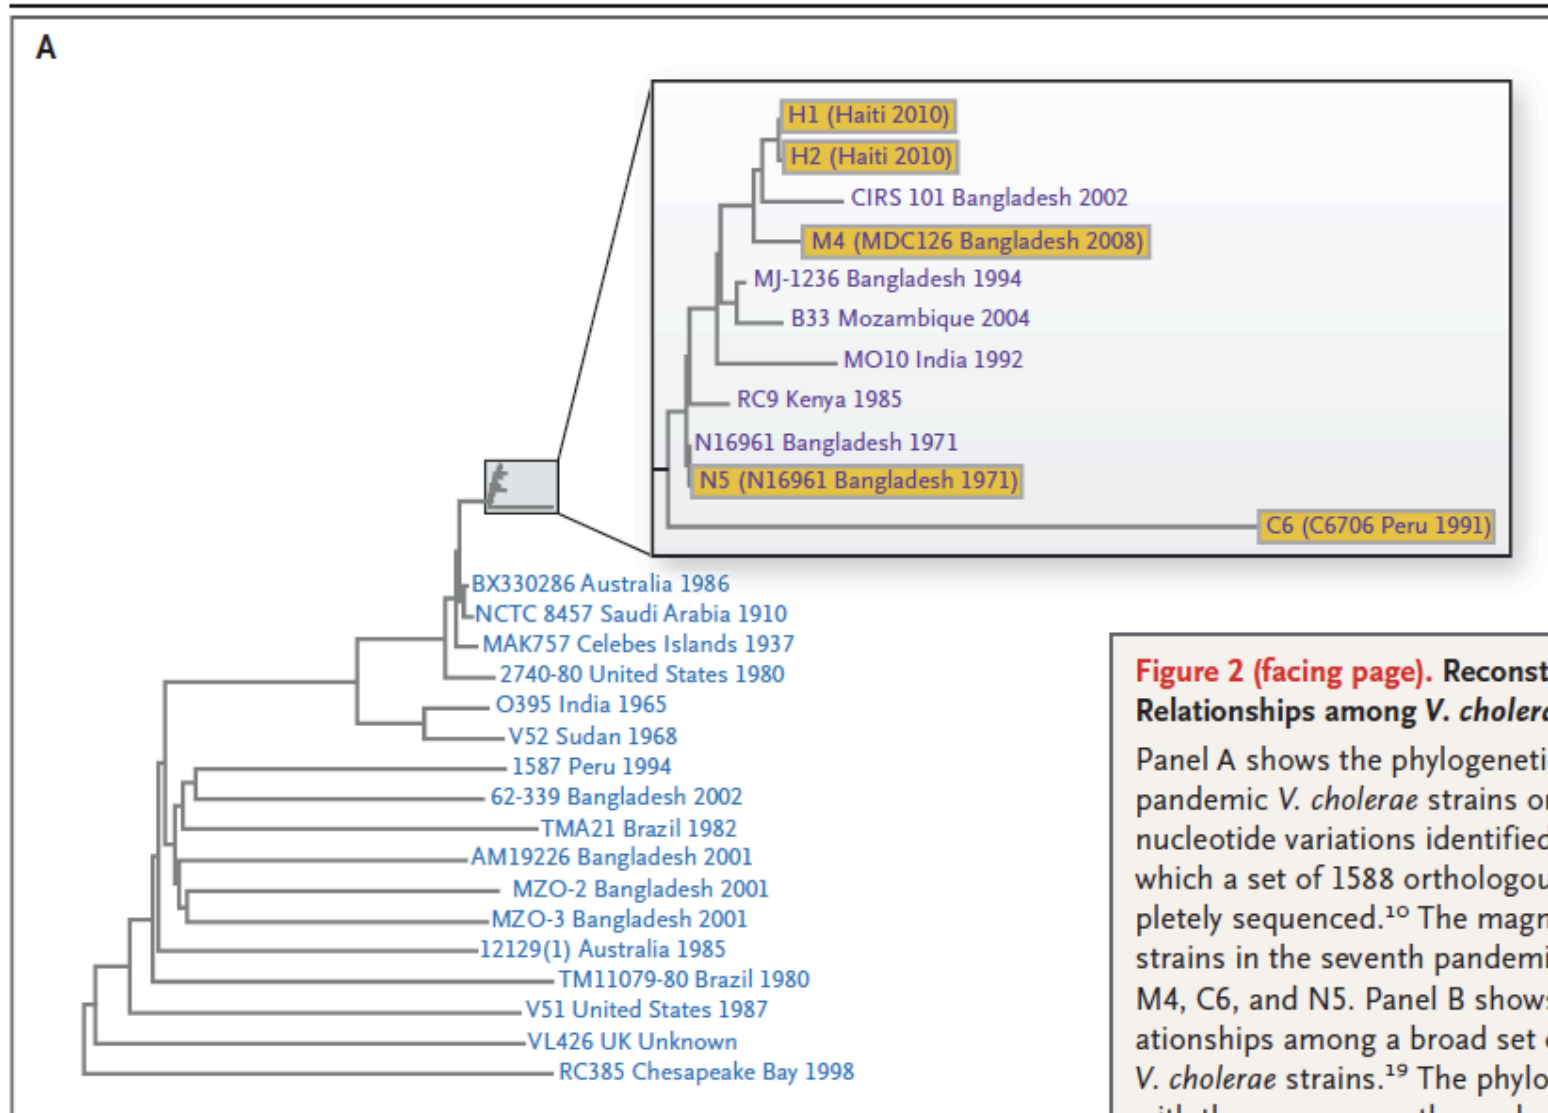 A
H1 (Haiti 2010)
H2 (Haiti 2010)
CIRS 101 Bangladesh 2002
M4 (MDC126 Bangladesh 2008)
MJ-1236 Bangladesh 1994
B33 Mozambique 2004
MO10 India 1992
RC9 Kenya 1985
N16961 Bangladesh 1971
N5 (N16961 Bangladesh 1971)
C6 (C6706 Peru 1991)
BX330286 Australia 1986
NCTC 8457 Saudi Arabia 1910
MAK757 Celebes Islands 1937
2740-80 United States 1980
O395 India 1965
V52 Sudan 1968
1587 Peru 1994
62-339 Bangladesh 2002
TMA21 Brazil 1982
AM19226 Bangladesh 2001
MZO-2 Bangladesh 2001
MZO-3 Bangladesh 2001
12129(1) Australia 1985
TM11079-80 Brazil 1980
V51 United States 1987
VL426 UK Unknown
RC385 Chesapeake Bay 1998
Figure 2 (facing page). Reconst
Relationships among V. cholera
Panel A shows the phylogeneti
pandemic V. cholerae strains o
nucleotide variations identified
which a set of 1588 orthologou
pletely sequenced.¹⁰ The magn
strains in the seventh pandemi
M4, C6, and N5. Panel B shows
ationships among a broad set
V. cholerae strains.¹⁹ The phylo